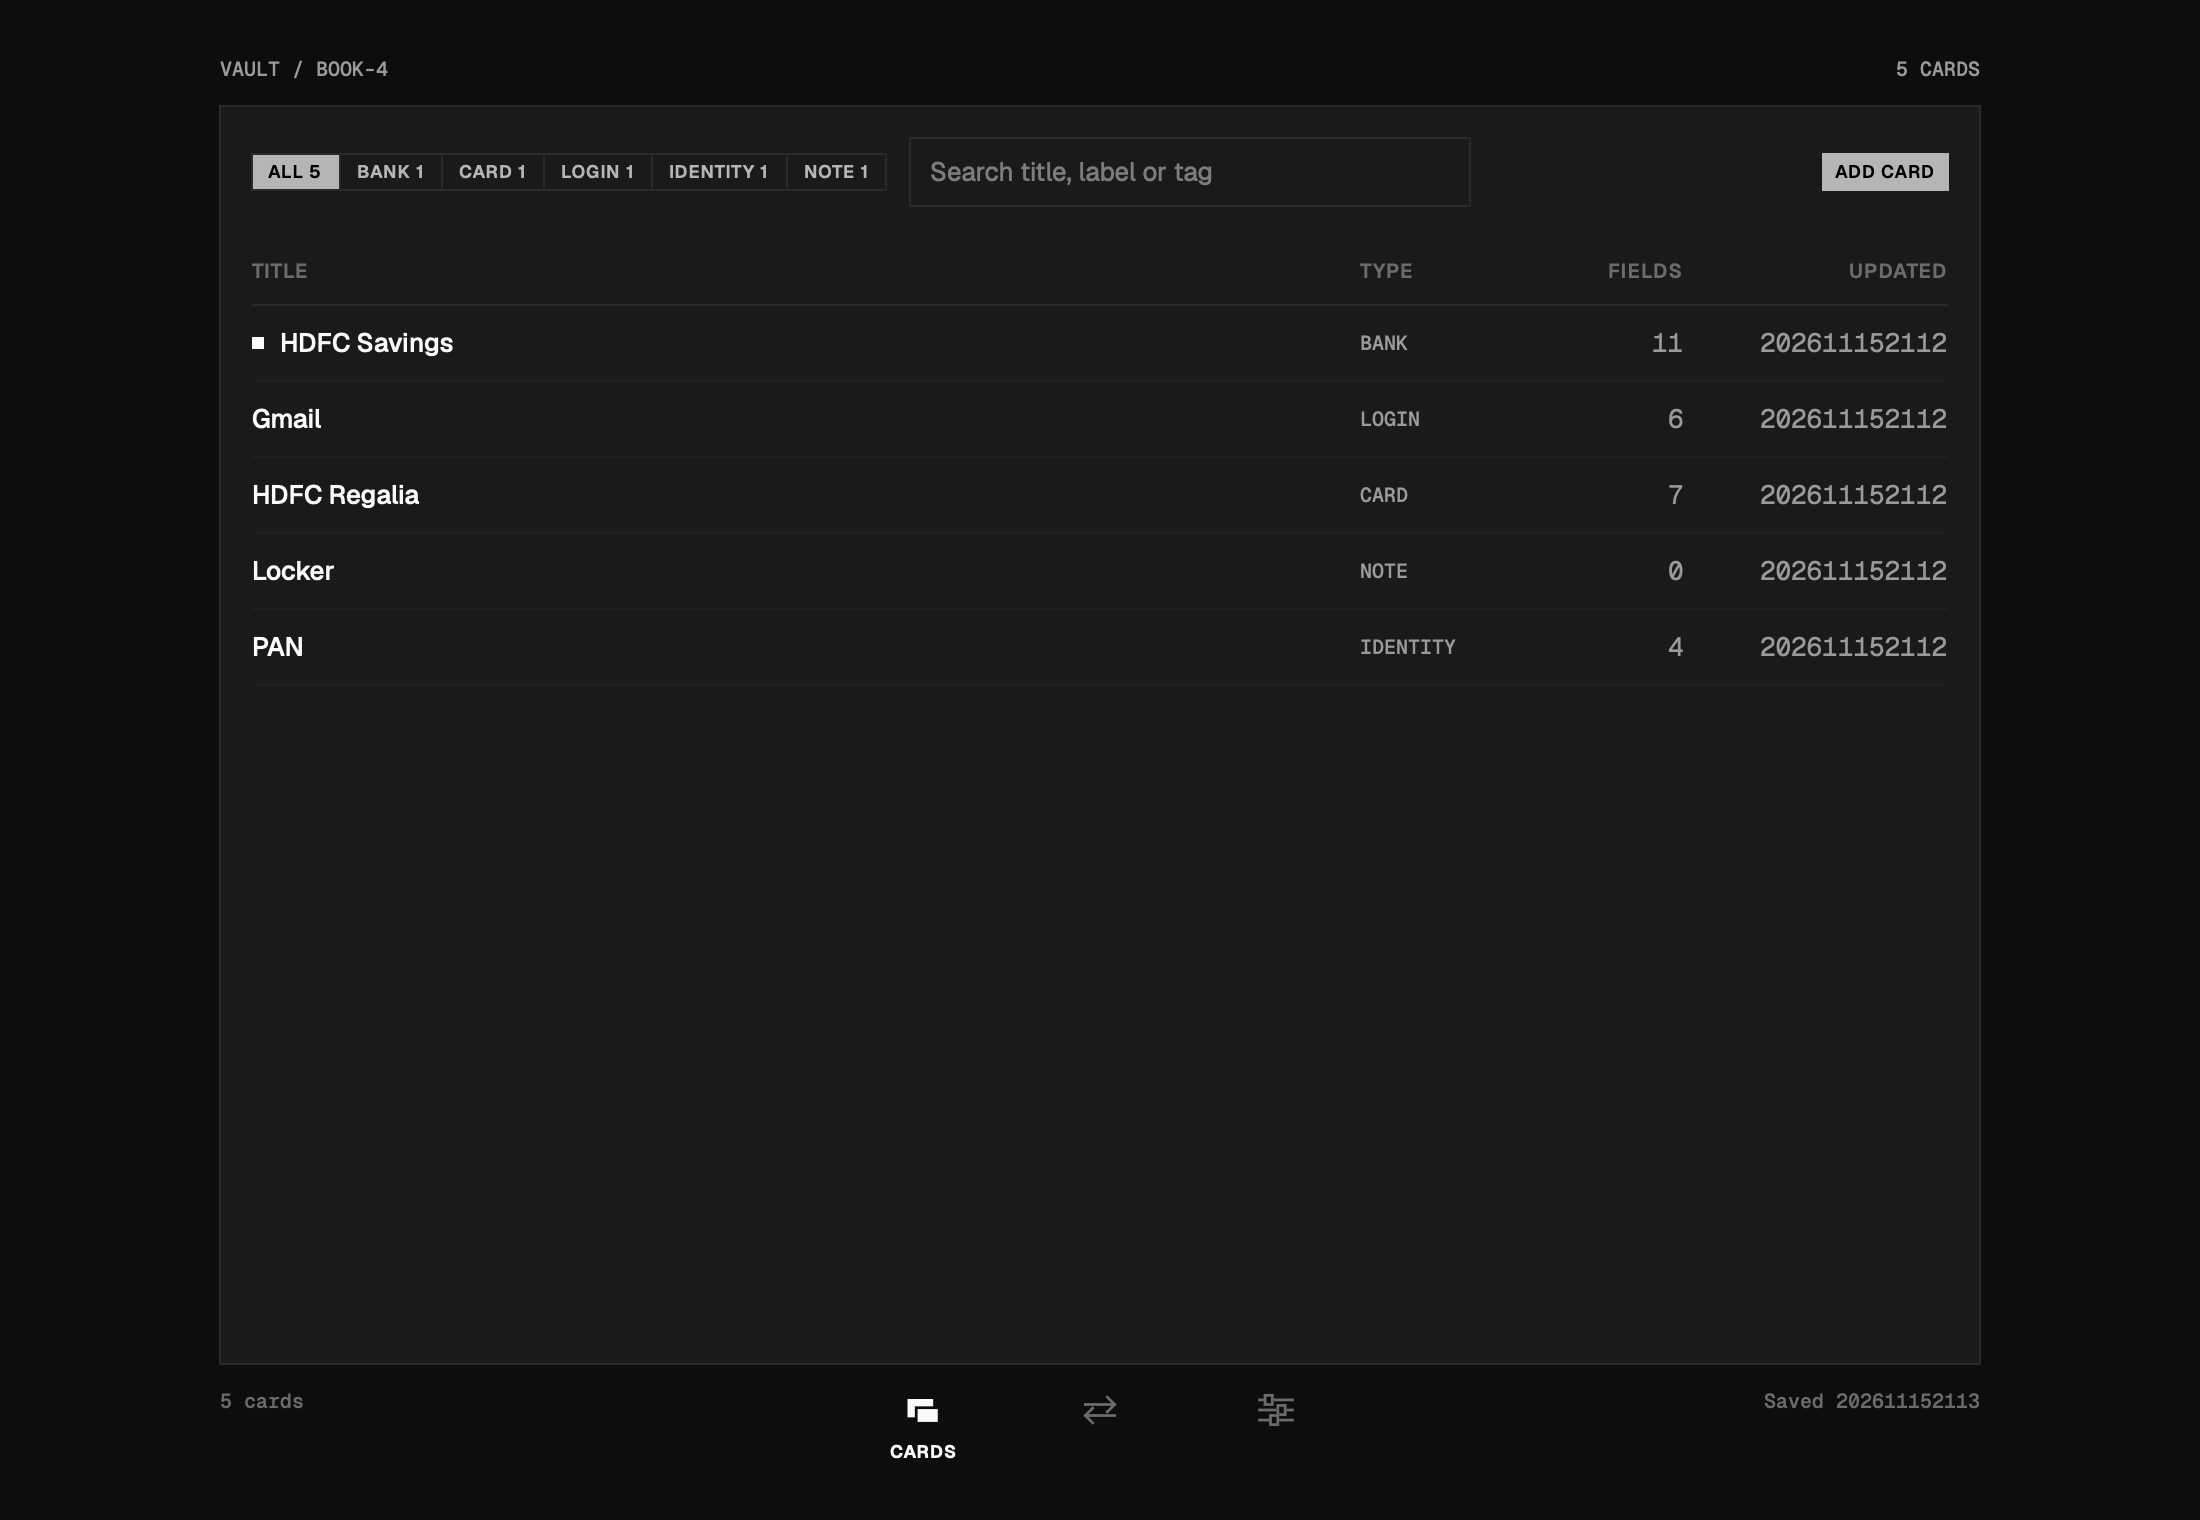 VAULT / BOOK-4 5 CARDS
ALL 5 BANK 1 CARD 1 LOGIN 1 IDENTITY 1 NOTE 1 Search title, label or tag ADD CARD
TITLE TYPE FIELDS UPDATED
HDFC Savings BANK 11 202611152112
Gmail LOGIN 6 202611152112
HDFC Regalia CARD 7 202611152112
Locker NOTE 0 202611152112
PAN IDENTITY 4 202611152112
5 cards Saved 202611152113
CARDS